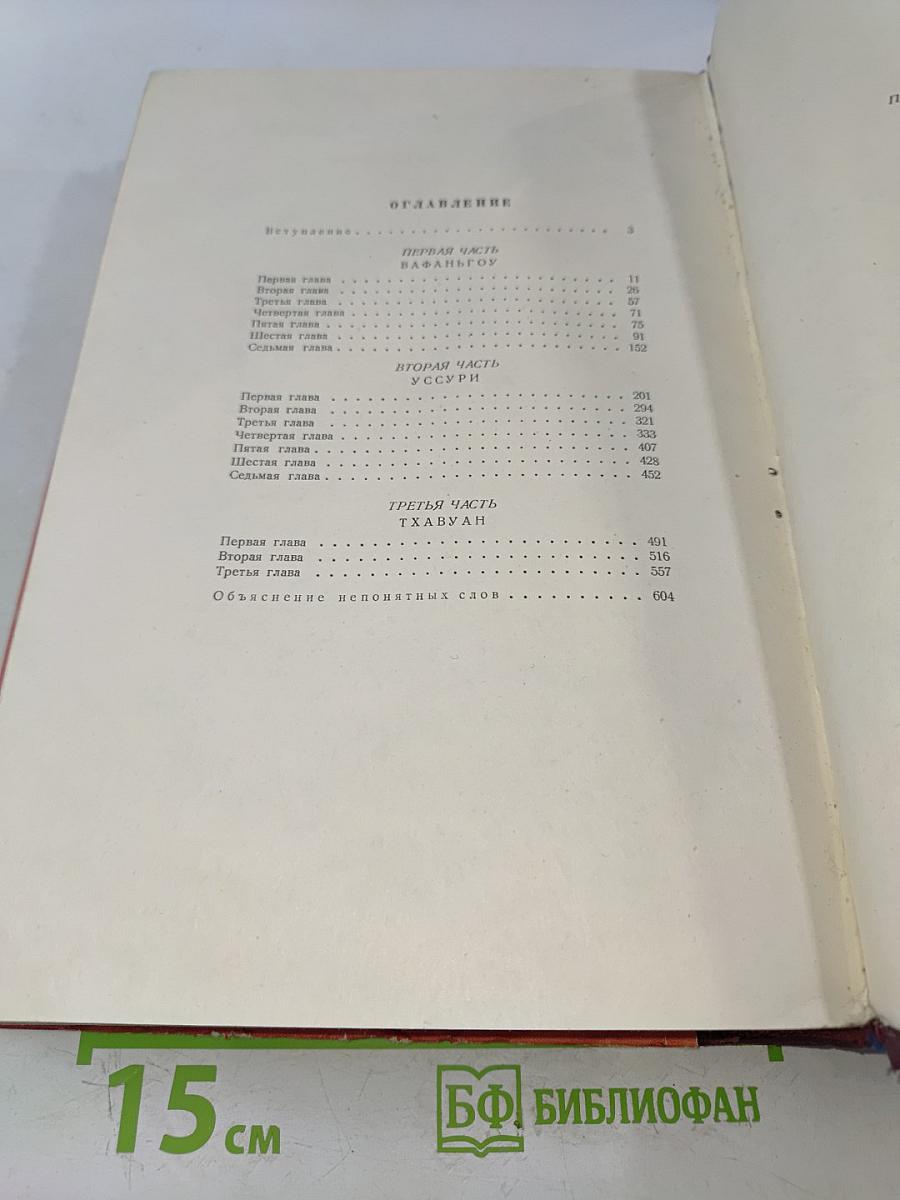 ОГЛАВЛЕНИЕ
Вступление . . . . . . . . . . . . . . . . . . . . . . . 3
ПЕРВАЯ ЧАСТЬ
ВАФАНЬГОУ
Первая глава . . . . . . . . . . . . . . . . . . . . 11
Вторая глава . . . . . . . . . . . . . . . . . . . . 26
Третья глава . . . . . . . . . . . . . . . . . . . . 57
Четвертая глава . . . . . . . . . . . . . . . . . . . . 71
Пятая глава . . . . . . . . . . . . . . . . . . . . 75
Шестая глава . . . . . . . . . . . . . . . . . . . . 91
Седьмая глава . . . . . . . . . . . . . . . . . . . . 152
ВТОРАЯ ЧАСТЬ
УССУРИ
Первая глава . . . . . . . . . . . . . . . . . . . . 201
Вторая глава . . . . . . . . . . . . . . . . . . . . 294
Третья глава . . . . . . . . . . . . . . . . . . . . 321
Четвертая глава . . . . . . . . . . . . . . . . . . . . 333
Пятая глава . . . . . . . . . . . . . . . . . . . . 407
Шестая глава . . . . . . . . . . . . . . . . . . . . 428
Седьмая глава . . . . . . . . . . . . . . . . . . . . 452
ТРЕТЬЯ ЧАСТЬ
ТХАВУАН
Первая глава . . . . . . . . . . . . . . . . . . . . 491
Вторая глава . . . . . . . . . . . . . . . . . . . . 516
Третья глава . . . . . . . . . . . . . . . . . . . . 557
Объяснение непонятных слов . . . . . . . . . . 604
15 см
БФ БИБЛИОФАН